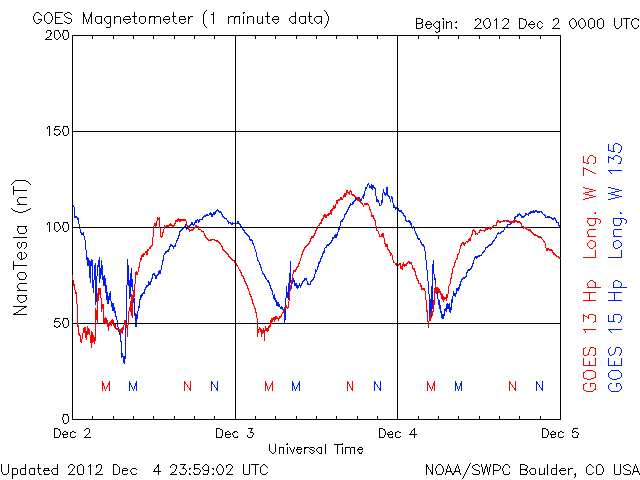 GOES Magnetometer (1 minute data)
Begin: 2012 Dec 2 0000 UTC
200
150
100
50
0
NanoTesla (nT)
M M N N M M N N M M N N
Dec 2 Dec 3 Dec 4 Dec 5
Universal Time
GOES 13 Hp Long. W 75
GOES 15 Hp Long. W 135
Updated 2012 Dec 4 23:59:02 UTC
NOAA/SWPC Boulder, CO USA